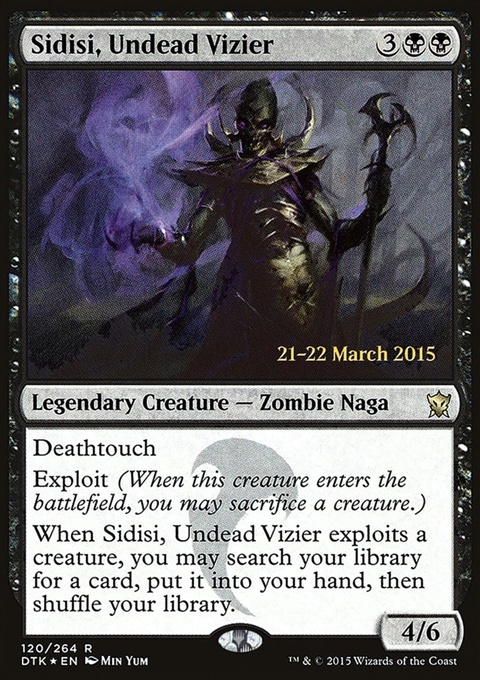 Sidisi, Undead Vizier 3
21–22 March 2015
Legendary Creature — Zombie Naga
Deathtouch
Exploit (When this creature enters the
battlefield, you may sacrifice a creature.)
When Sidisi, Undead Vizier exploits a
creature, you may search your library
for a card, put it into your hand, then
shuffle your library.
4/6
120/264 R
DTK ★ EN Min Yum
™ & © 2015 Wizards of the Coast